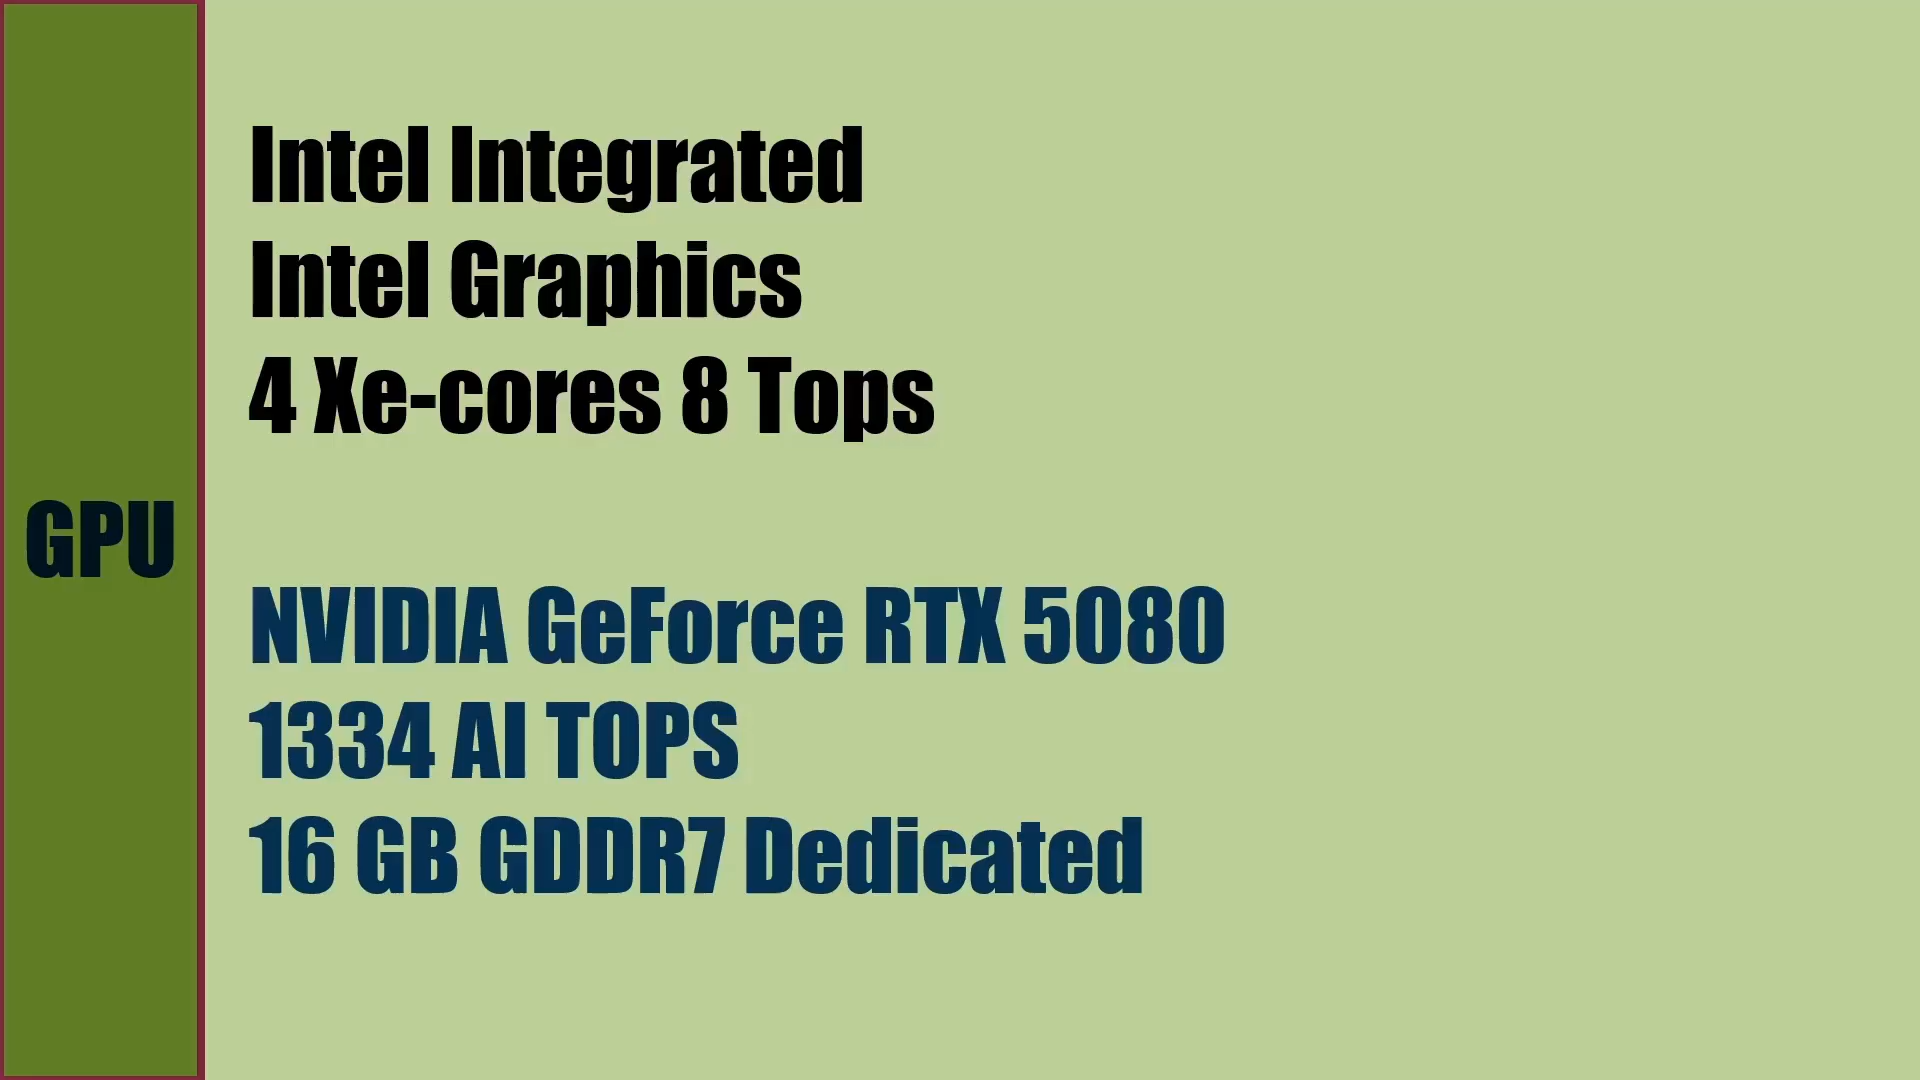 GPU
Intel Integrated
Intel Graphics
4 Xe-cores 8 Tops
NVIDIA GeForce RTX 5080
1334 AI TOPS
16 GB GDDR7 Dedicated